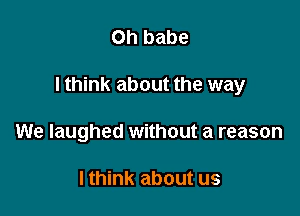 Oh babe
I think about the way
We laughed without a reason
I think about us